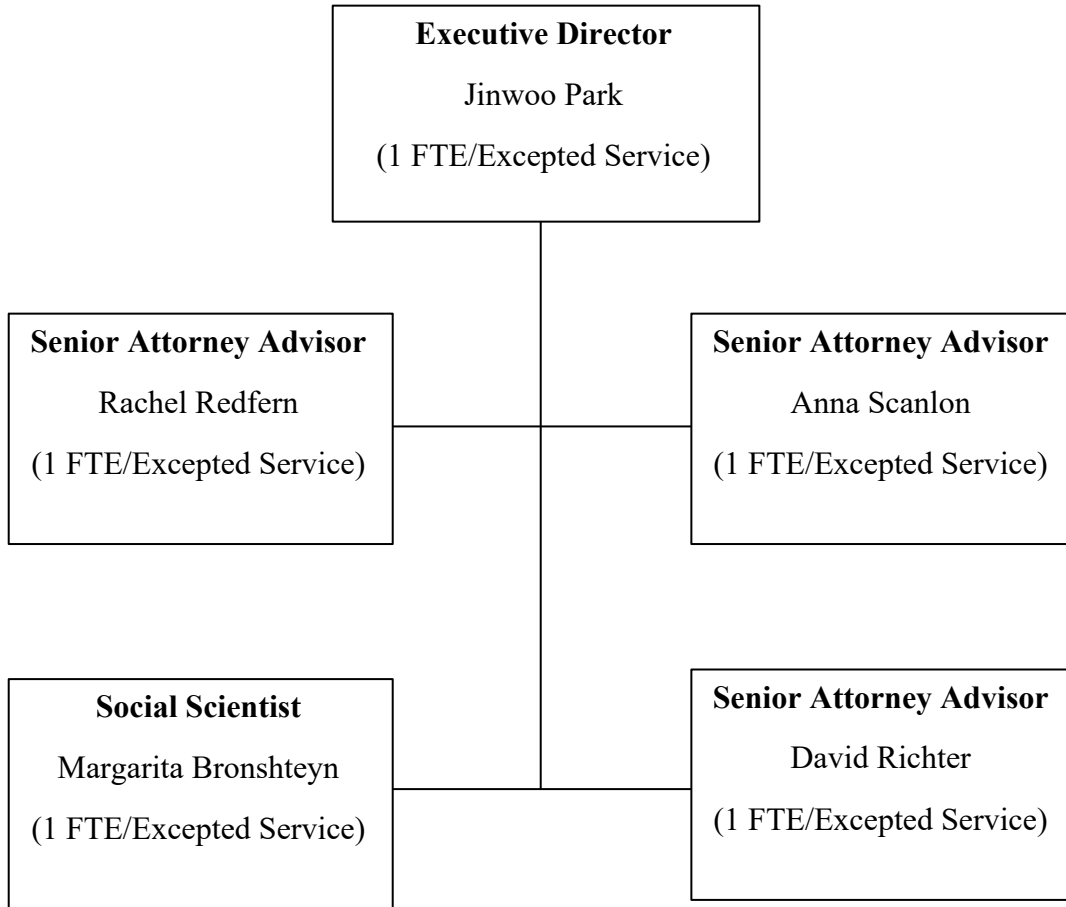 Executive Director
Jinwoo Park
(1 FTE/Excepted Service)
Senior Attorney Advisor
Rachel Redfern
(1 FTE/Excepted Service)
Senior Attorney Advisor
Anna Scanlon
(1 FTE/Excepted Service)
Social Scientist
Margarita Bronshteyn
(1 FTE/Excepted Service)
Senior Attorney Advisor
David Richter
(1 FTE/Excepted Service)